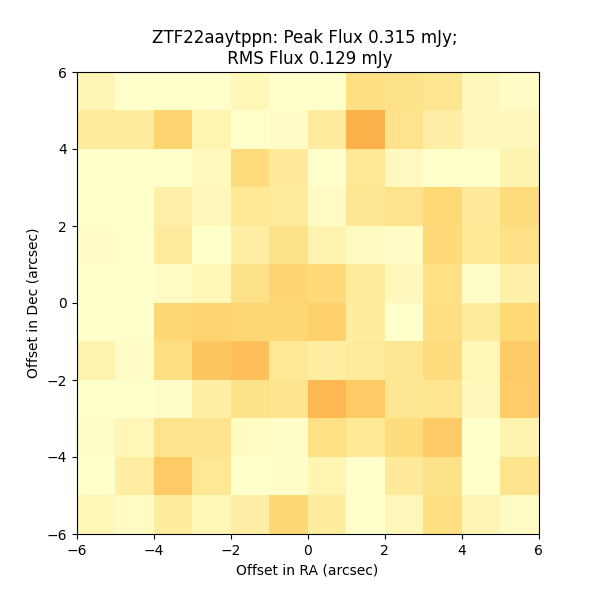 ZTF22aaytppn: Peak Flux 0.315 mJy;
RMS Flux 0.129 mJy
6
4
2
0
−2
−4
−6
Offset in Dec (arcsec)
−6 −4 −2 0 2 4 6
Offset in RA (arcsec)